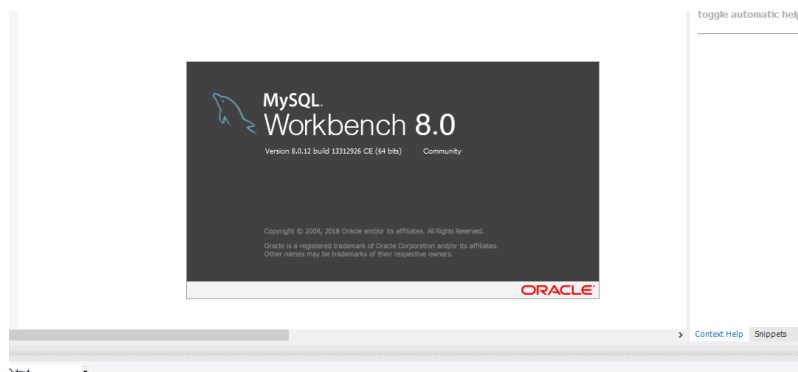 toggle automatic help
MySQL.
Workbench 8.0
Version 8.0.12 build 13312926 CE (64 bits) Community
Copyright © 2008, 2018 Oracle and/or its affiliates. All Rights Reserved.
Oracle is a registered trademark of Oracle Corporation and/or its affiliates.
Other names may be trademarks of their respective owners.
ORACLE
Context Help Snippets
Output